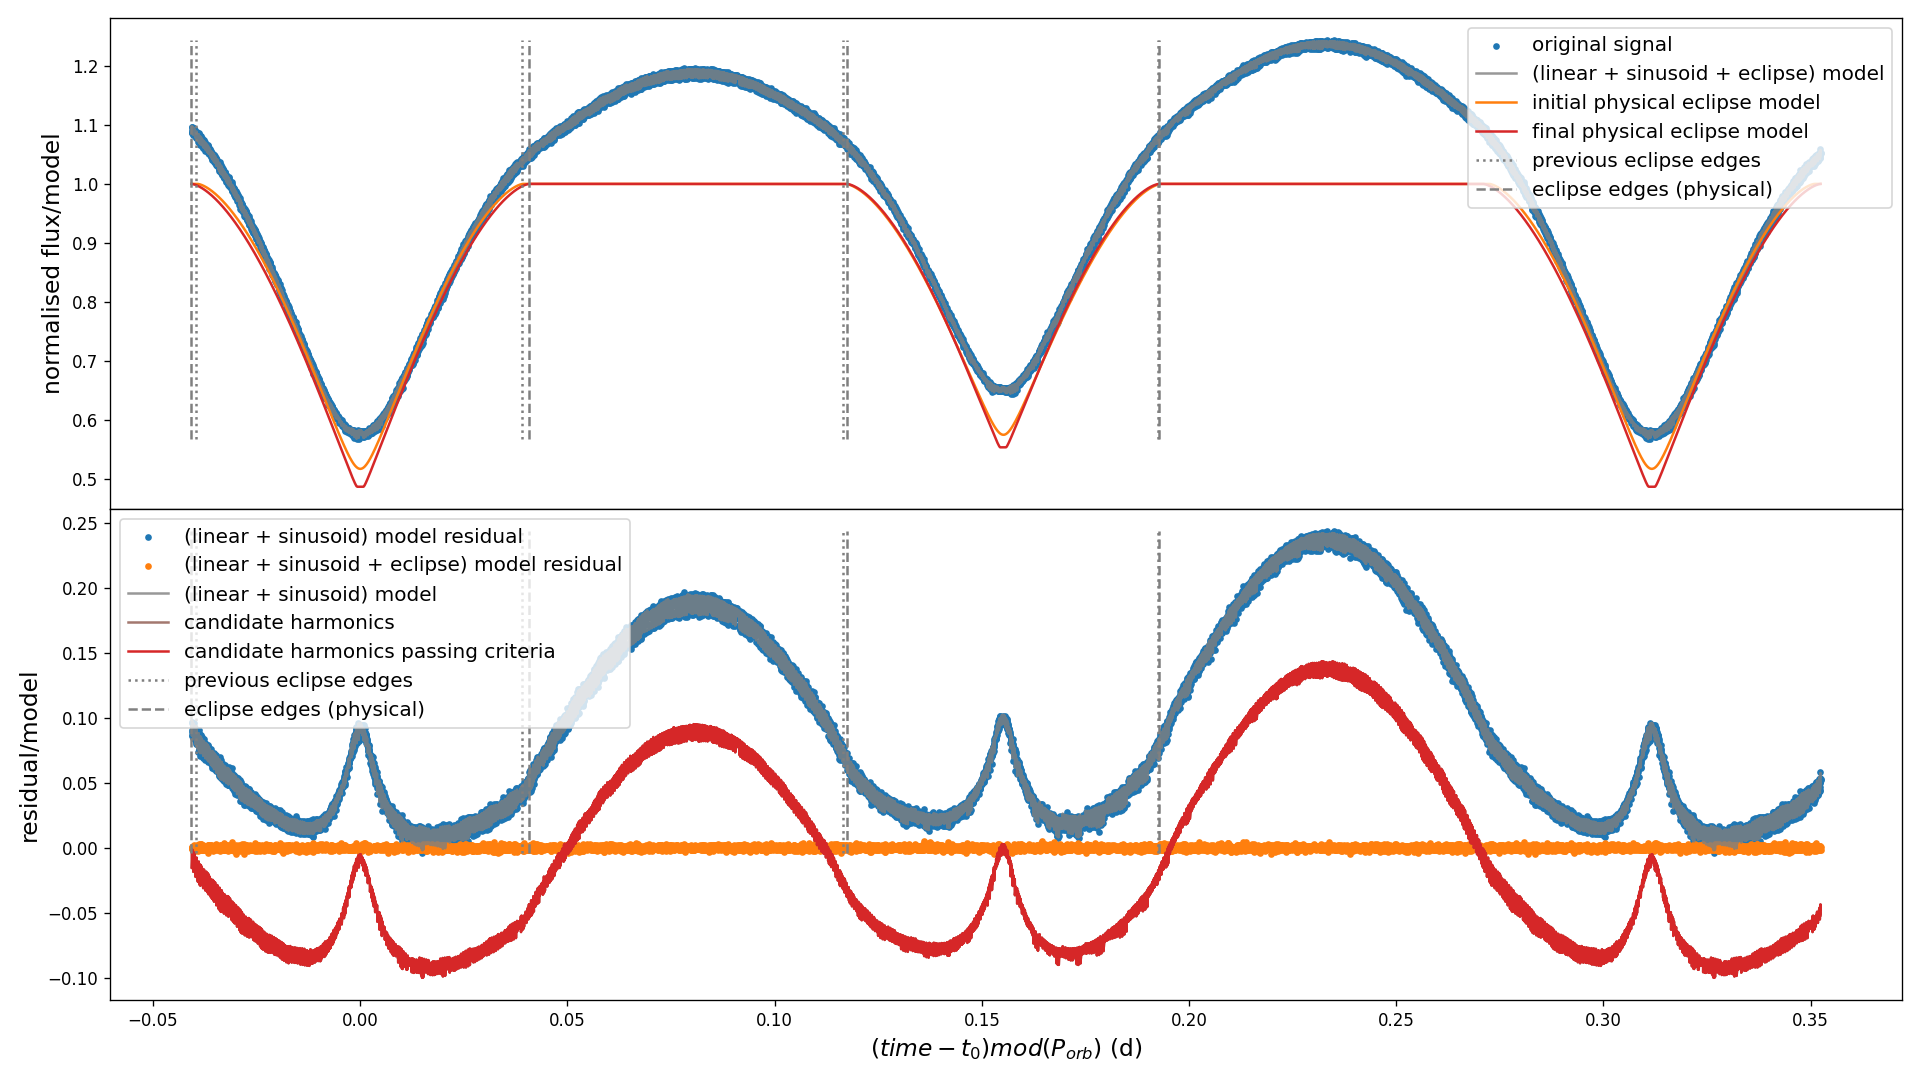 normalised flux/model
1.2
1.1
1.0
0.9
0.8
0.7
0.6
0.5
original signal
(linear + sinusoid + eclipse) model
initial physical eclipse model
final physical eclipse model
previous eclipse edges
eclipse edges (physical)
residual/model
0.25
0.20
0.15
0.10
0.05
0.00
−0.05
−0.10
(linear + sinusoid) model residual
(linear + sinusoid + eclipse) model residual
(linear + sinusoid) model
candidate harmonics
candidate harmonics passing criteria
previous eclipse edges
eclipse edges (physical)
−0.05 0.00 0.05 0.10 0.15 0.20 0.25 0.30 0.35
(time − t₀)mod(Pₒᵣb) (d)